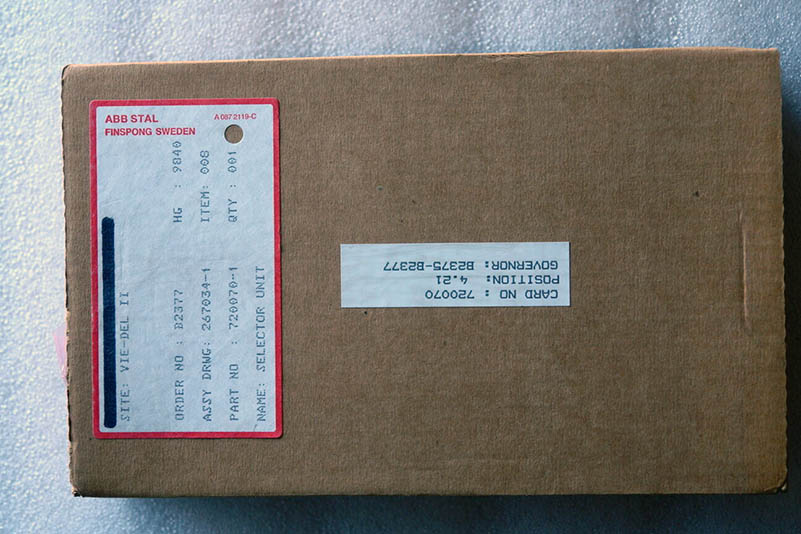 ABB STAL
A 087 2119-C
FINSPONG SWEDEN
SITE: VIE-DEL II
ORDER NO : B2377 HG : 9840
ASSY DRWG: 267034-1 ITEM: 008
PART NO : 720070-1 QTY : 001
NAME: SELECTOR UNIT
CARD NO : 720070
POSITION: 4.21
GOVERNOR: B2375-B2377